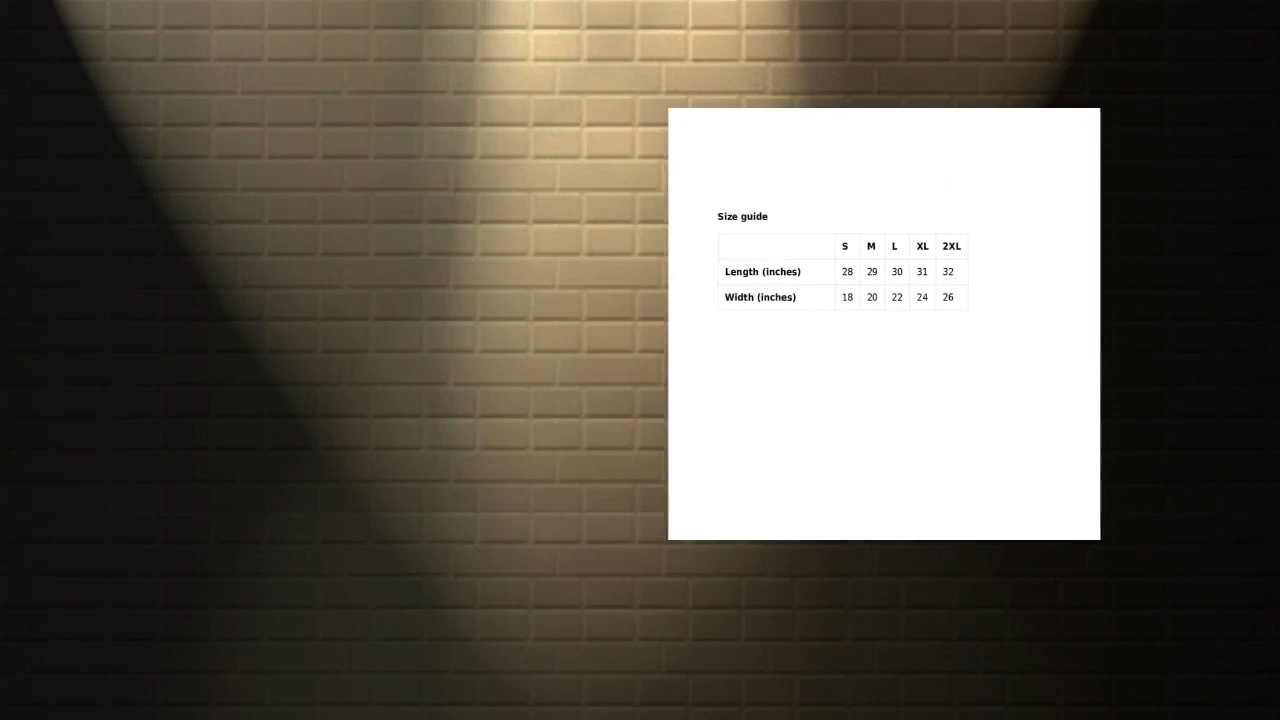 Size guide
S M L XL 2XL
Length (inches) 28 29 30 31 32
Width (inches) 18 20 22 24 26